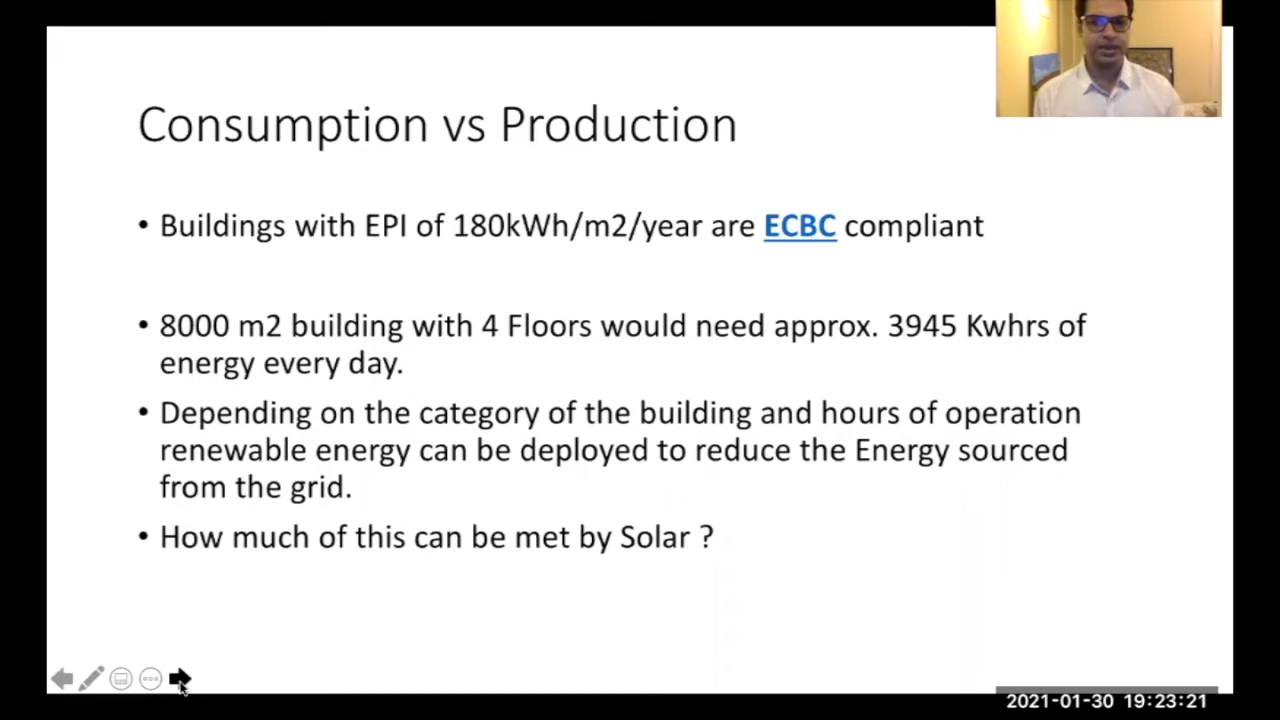 Consumption vs Production
• Buildings with EPI of 180kWh/m2/year are ECBC compliant
• 8000 m2 building with 4 Floors would need approx. 3945 Kwhrs of
energy every day.
• Depending on the category of the building and hours of operation
renewable energy can be deployed to reduce the Energy sourced
from the grid.
• How much of this can be met by Solar ?
2021-01-30 19:23:21